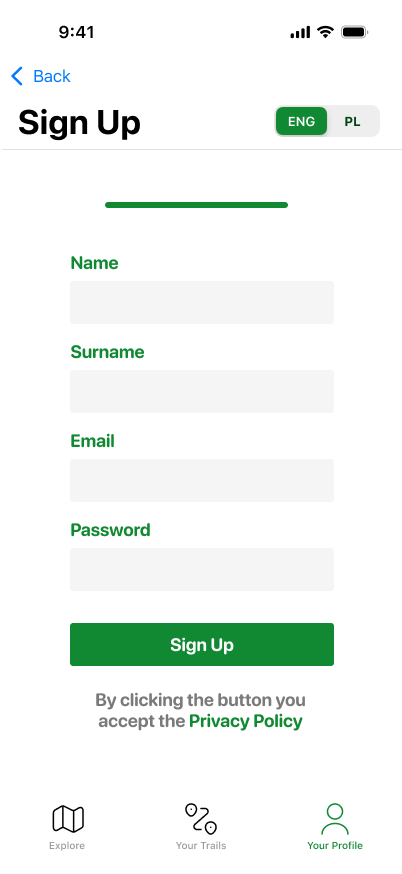 9:41
Back
Sign Up
ENG PL
Name
Surname
Email
Password
Sign Up
By clicking the button you
accept the Privacy Policy
Explore Your Trails Your Profile